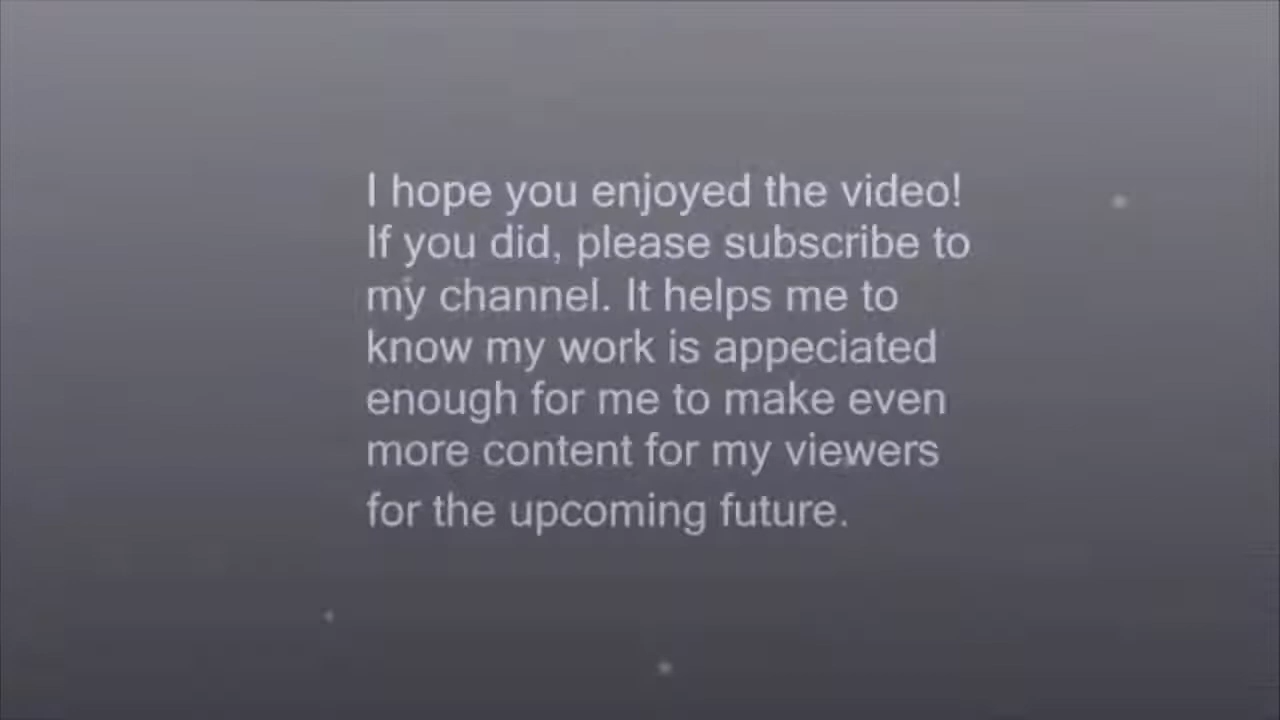 I hope you enjoyed the video!
If you did, please subscribe to
my channel. It helps me to
know my work is appeciated
enough for me to make even
more content for my viewers
for the upcoming future.